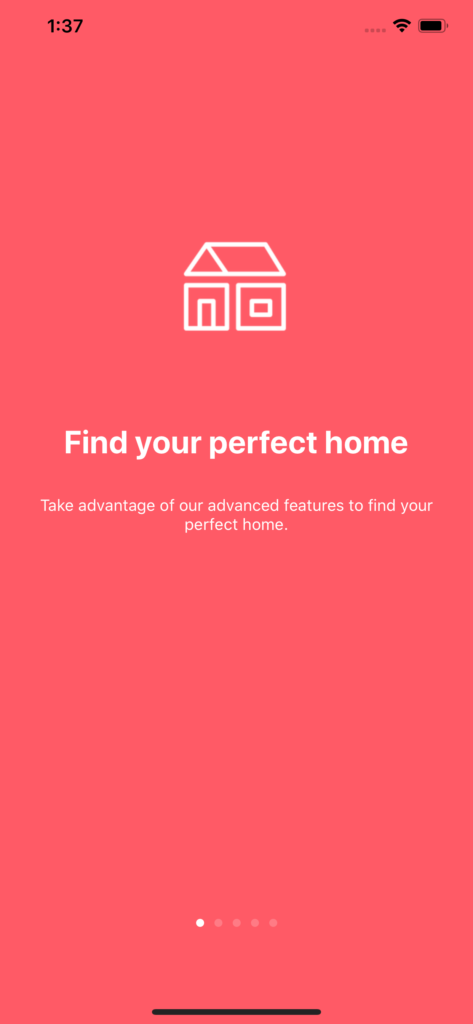 1:37
Find your perfect home
Take advantage of our advanced features to find your
perfect home.